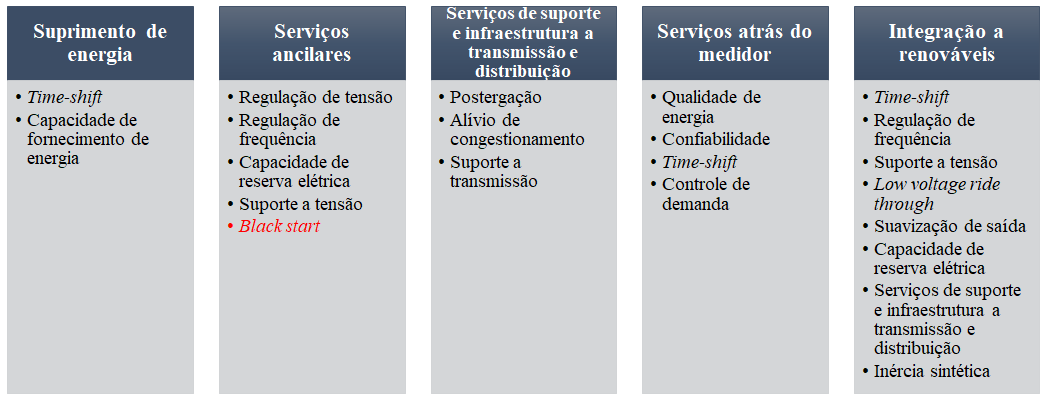 Suprimento de
energia
• Time-shift
• Capacidade de
fornecimento de
energia
Serviços
ancilares
• Regulação de tensão
• Regulação de
frequência
• Capacidade de
reserva elétrica
• Suporte a tensão
• Black start
Serviços de suporte
e infraestrutura a
transmissão e
distribuição
• Postergação
• Alívio de
congestionamento
• Suporte a
transmissão
Serviços atrás do
medidor
• Qualidade de
energia
• Confiabilidade
• Time-shift
• Controle de
demanda
Integração a
renováveis
• Time-shift
• Regulação de
frequência
• Suporte a tensão
• Low voltage ride
through
• Suavização de saída
• Capacidade de
reserva elétrica
• Serviços de suporte
e infraestrutura a
transmissão e
distribuição
• Inércia sintética